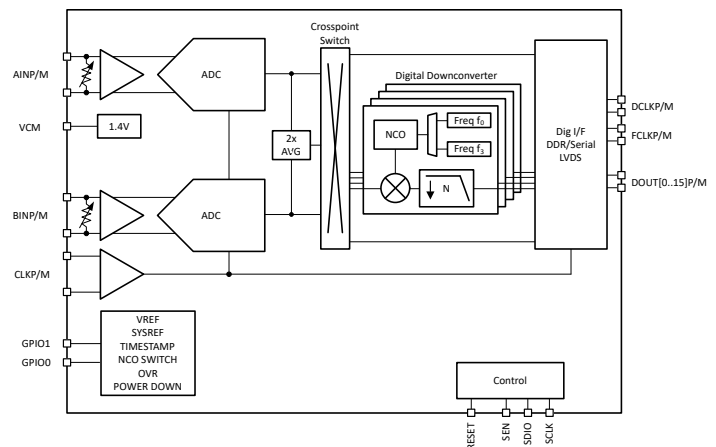 Crosspoint
Switch
AINP/M
ADC
Digital Downconverter
VCM
1.4V
2x
AVG
NCO
Freq f₀
Freq f₃
Dig I/F
DDR/Serial
LVDS
DCLKP/M
FCLKP/M
DOUT[0..15]P/M
N
BINP/M
ADC
CLKP/M
GPIO1
GPIO0
VREF
SYSREF
TIMESTAMP
NCO SWITCH
OVR
POWER DOWN
Control
RESET
SEN
SDIO
SCLK